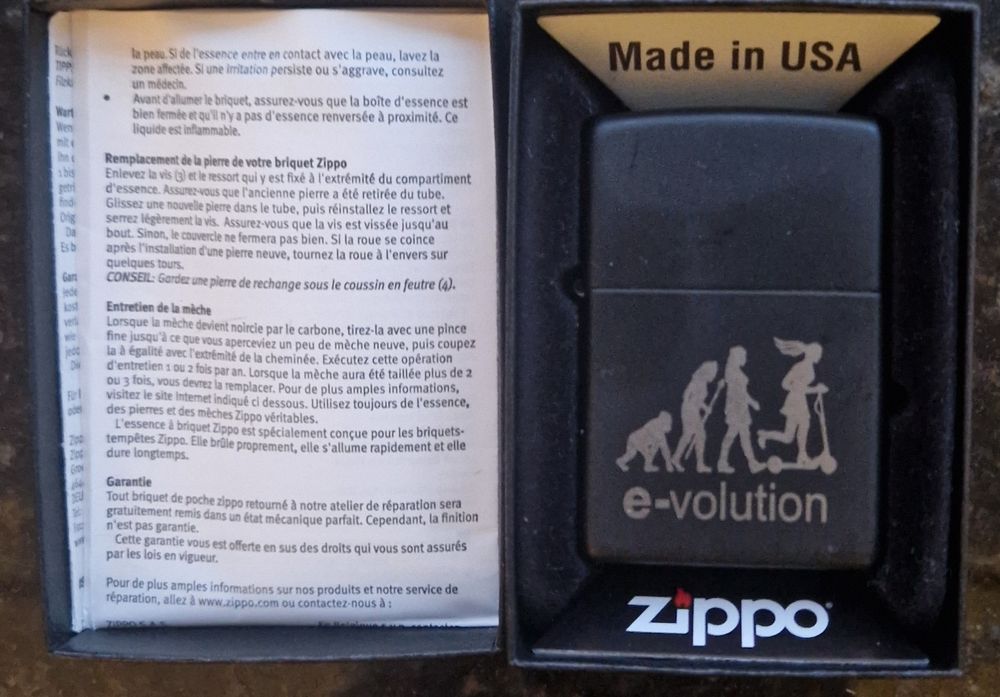 la peau. Si de l'essence entre en contact avec la peau, lavez la
zone affectée. Si une irritation persiste ou s'aggrave, consultez
un médecin.
• Avant d'allumer le briquet, assurez-vous que la boîte d'essence est
bien fermée et qu'il n'y a pas d'essence renversée à proximité. Ce
liquide est inflammable.
Remplacement de la pierre de votre briquet Zippo
Enlevez la vis (3) et le ressort qui y est fixé à l'extrémité du compartiment
d'essence. Assurez-vous que l'ancienne pierre a été retirée du tube.
Glissez une nouvelle pierre dans le tube, puis réinstallez le ressort et
serrez légèrement la vis. Assurez-vous que la vis est vissée jusqu'au
bout. Sinon, le couvercle ne fermera pas bien. Si la roue se coince
après l'installation d'une pierre neuve, tournez la roue à l'envers sur
quelques tours.
CONSEIL: Gardez une pierre de rechange sous le coussin en feutre (4).
Entretien de la mèche
Lorsque la mèche devient noircie par le carbone, tirez-la avec une pince
fine jusqu'à ce que vous aperceviez un peu de mèche neuve, puis coupez
la à égalité avec l'extrémité de la cheminée. Exécutez cette opération
d'entretien 1 ou 2 fois par an. Lorsque la mèche aura été taillée plus de 2
ou 3 fois, vous devrez la remplacer. Pour de plus amples informations,
visitez le site Internet indiqué ci dessous. Utilisez toujours de l'essence,
des pierres et des mèches Zippo véritables.
L'essence à briquet Zippo est spécialement conçue pour les briquets-
tempêtes Zippo. Elle brûle proprement, elle s'allume rapidement et elle
dure longtemps.
Garantie
Tout briquet de poche zippo retourné à notre atelier de réparation sera
gratuitement remis dans un état mécanique parfait. Cependant, la finition
n'est pas garantie.
Cette garantie vous est offerte en sus des droits qui vous sont assurés
par les lois en vigueur.
Pour de plus amples informations sur nos produits et notre service de
réparation, allez à www.zippo.com ou contactez-nous à :
Made in USA
e-volution
zippo